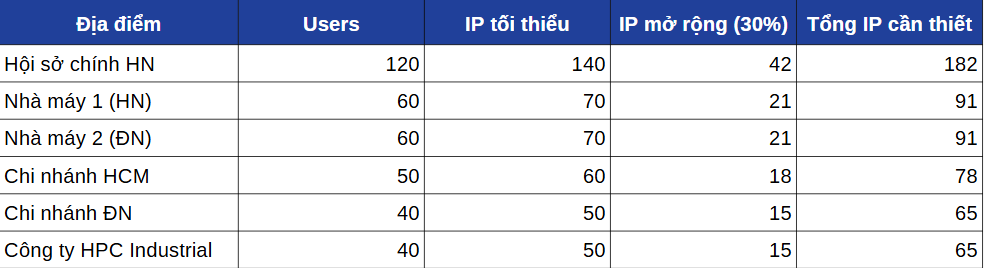 Địa điểm Users IP tối thiểu IP mở rộng (30%) Tổng IP cần thiết
Hội sở chính HN 120 140 42 182
Nhà máy 1 (HN) 60 70 21 91
Nhà máy 2 (ĐN) 60 70 21 91
Chi nhánh HCM 50 60 18 78
Chi nhánh ĐN 40 50 15 65
Công ty HPC Industrial 40 50 15 65